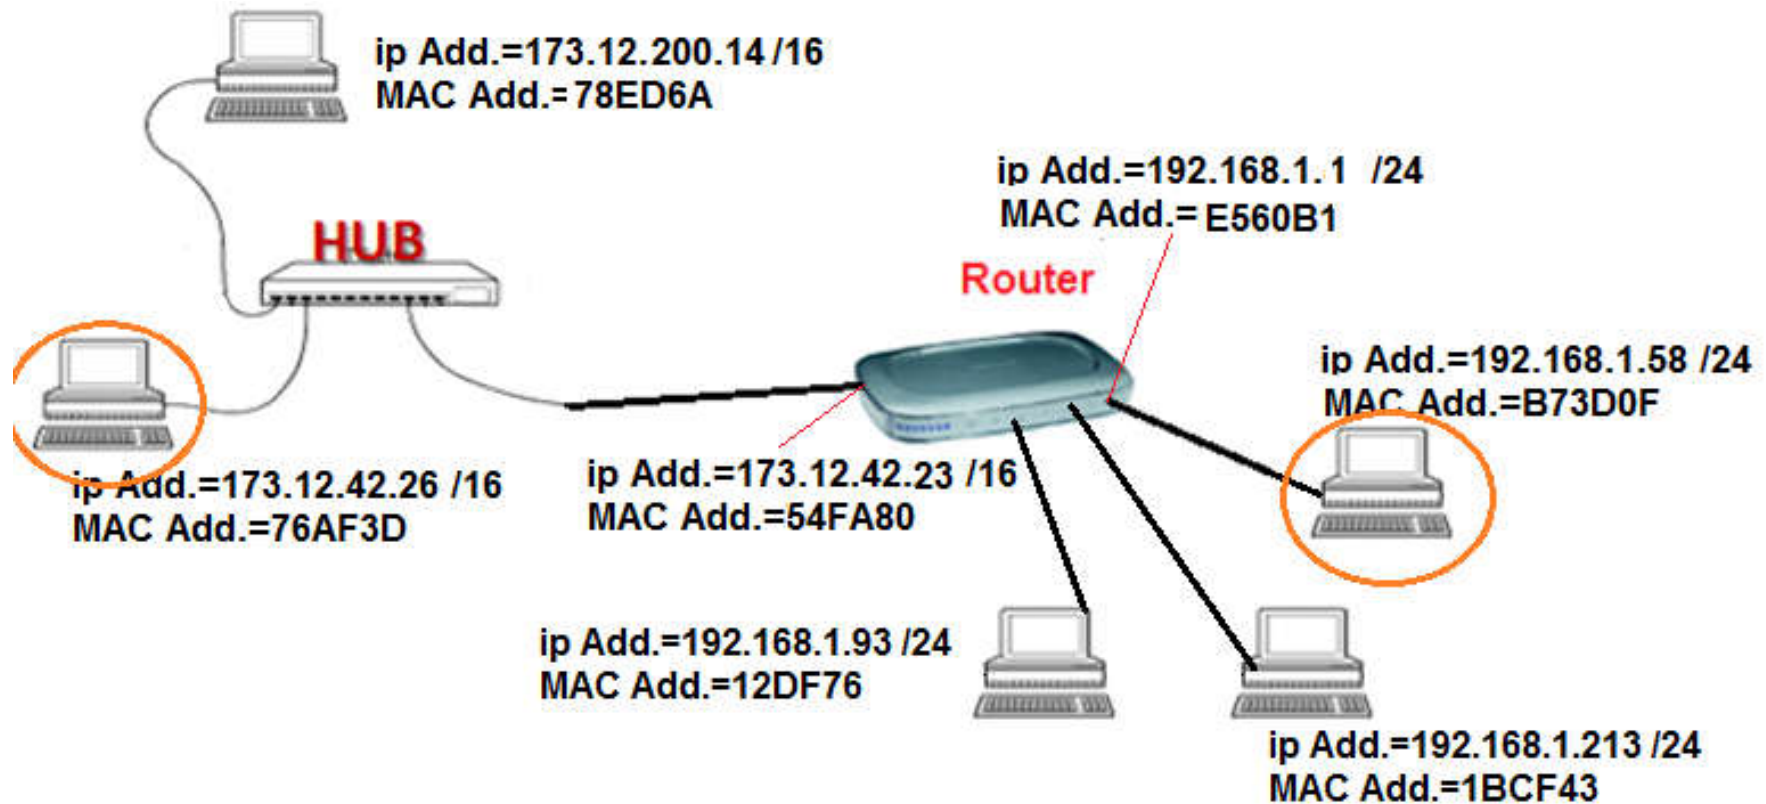 ip Add.=173.12.200.14 /16
MAC Add.= 78ED6A
ip Add.=192.168.1. 1 /24
MAC Add.= E560B1
HUB
Router
ip Add.=192.168.1.58 /24
MAC Add.=B73D0F
ip Add.=173.12.42.26 /16
MAC Add.=76AF3D
ip Add.=173.12.42.23 /16
MAC Add.=54FA80
ip Add.=192.168.1.93 /24
MAC Add.=12DF76
ip Add.=192.168.1.213 /24
MAC Add.=1BCF43